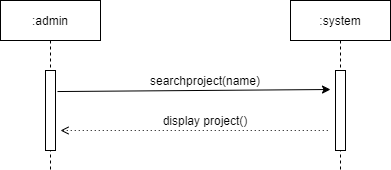 :admin
:system
searchproject(name)
display project()